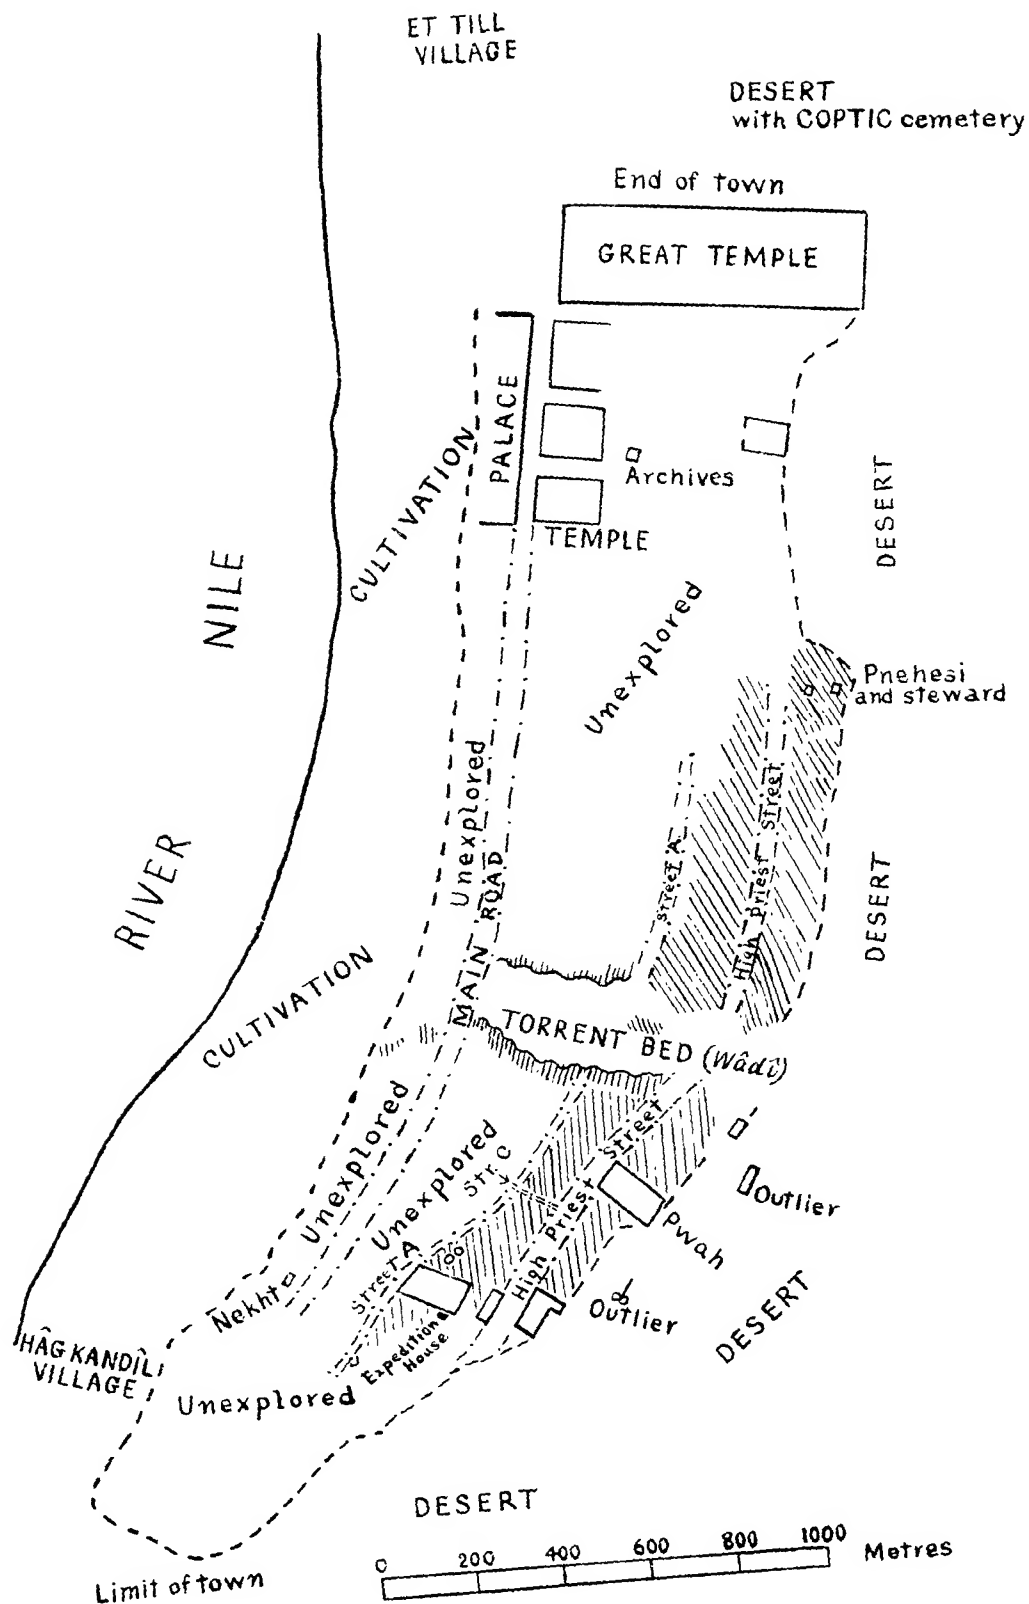 ET TILL
VILLAGE
DESERT
with COPTIC cemetery
End of town
GREAT TEMPLE
PALACE
CULTIVATION
Archives
TEMPLE
DESERT
NILE
Unexplored
Pnehesi
and steward
Unexplored
High Priest Street
Street A
DESERT
RIVER
MAIN ROAD
CULTIVATION
TORRENT BED (Wâdî)
Unexplored
Unexplored
Str. C
High Priest Street
Outlier
Pwah
Street A
Nekht
Outlier
DESERT
Expedition
House
HÂG KANDÎL
VILLAGE
Unexplored
DESERT
0 200 400 600 800 1000 Metres
Limit of town